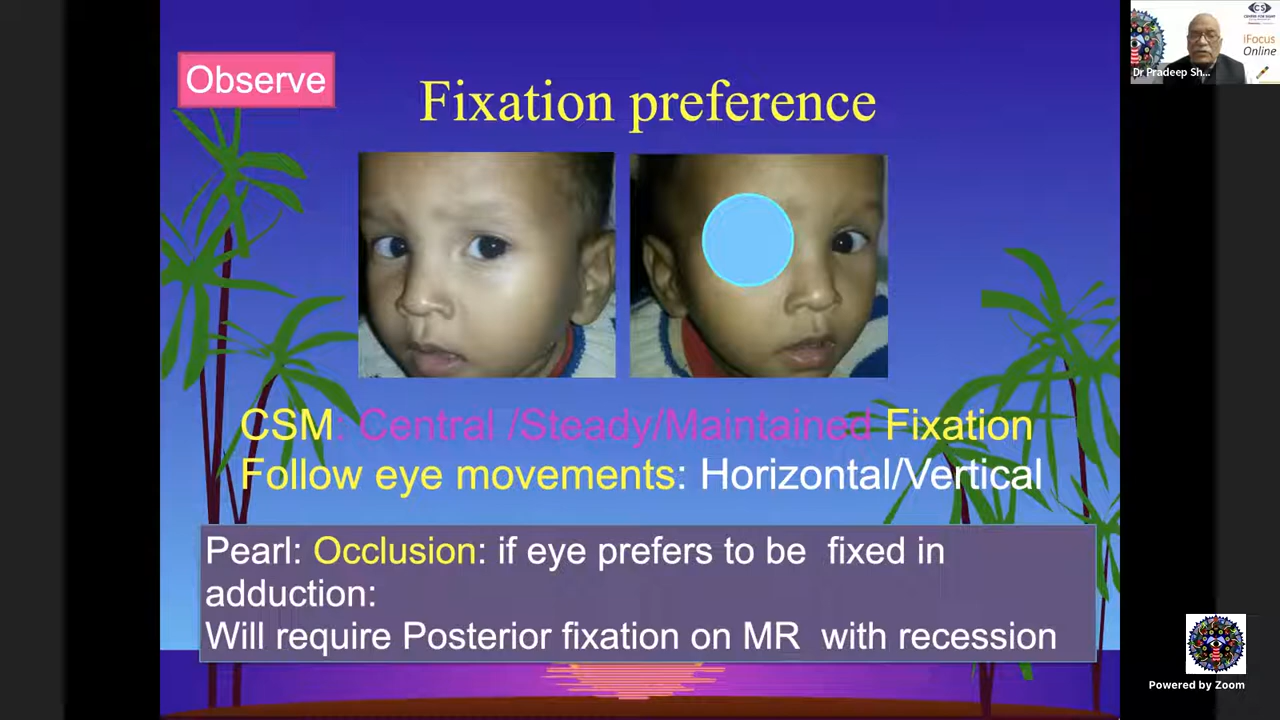 Observe
Fixation preference
CSM: Central /Steady/Maintained Fixation
Follow eye movements: Horizontal/Vertical
Pearl: Occlusion: if eye prefers to be fixed in
adduction:
Will require Posterior fixation on MR with recession
Dr Pradeep Sh...
CS
iFocus
Online
Powered by Zoom